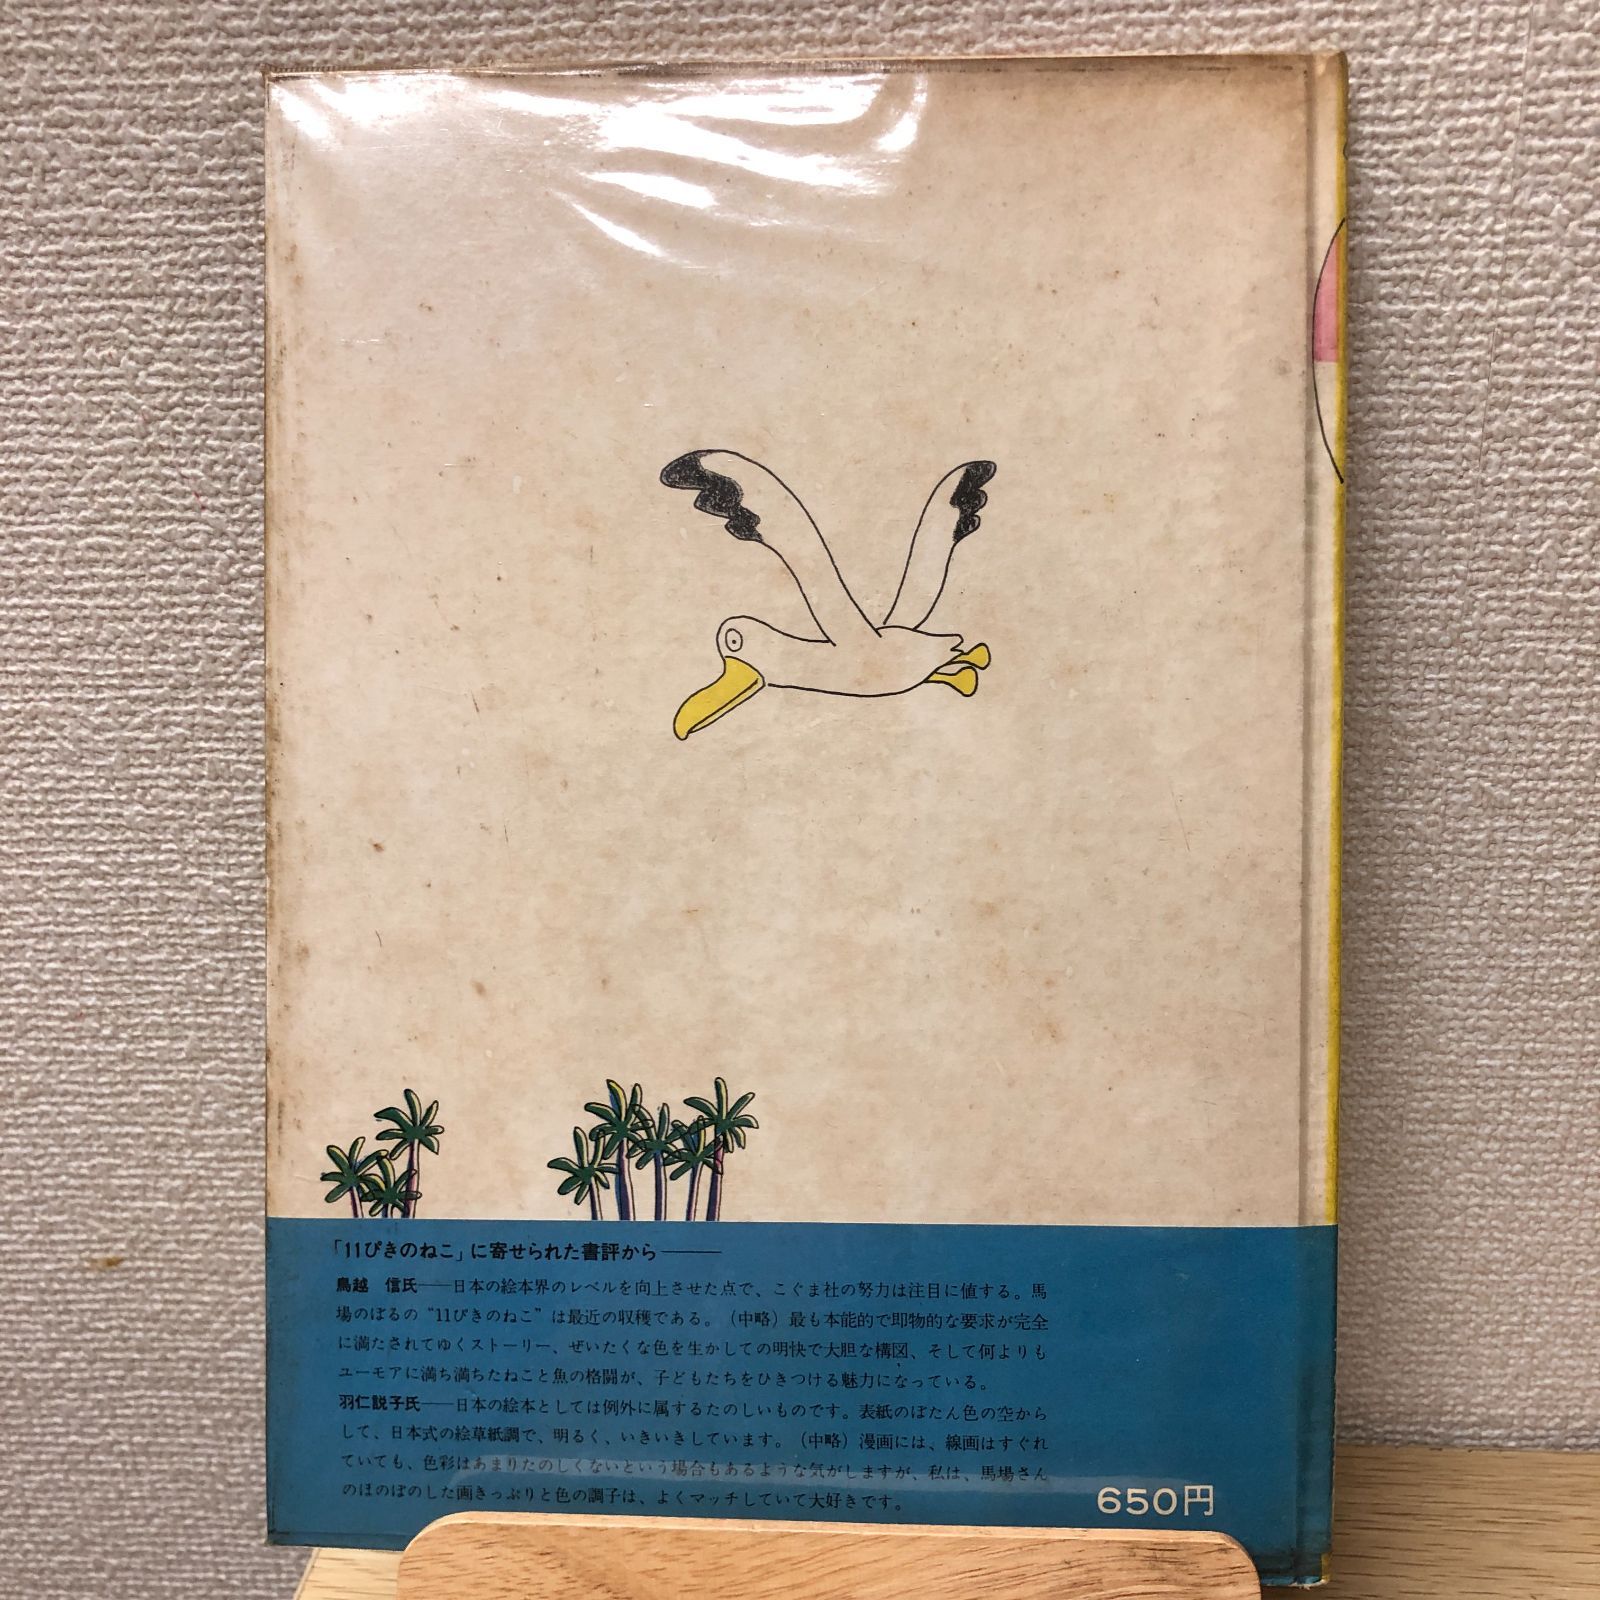 「11ぴきのねこ」に寄せられた書評から───
鳥越　信氏──日本の絵本界のレベルを向上させた点で、こぐま社の努力は注目に値する。馬
場のぼるの“11ぴきのねこ”は最近の収穫である。（中略）最も本能的で即物的な要求が完全
に満たされてゆくストーリー、ぜいたくな色を生かしての明快で大胆な構図、そして何よりも
ユーモアに満ち満ちたねこと魚の格闘が、子どもたちをひきつける魅力になっている。
羽仁説子氏──日本の絵本としては例外に属するたのしいものです。表紙のぼたん色の空から
して、日本式の絵草紙調で、明るく、いきいきしています。（中略）漫画には、線画はすぐれ
ていても、色彩はあまりたのしくないという場合もあるような気がしますが、私は、馬場さん
のほのぼのした画きっぷりと色の調子は、よくマッチしていて大好きです。
650円